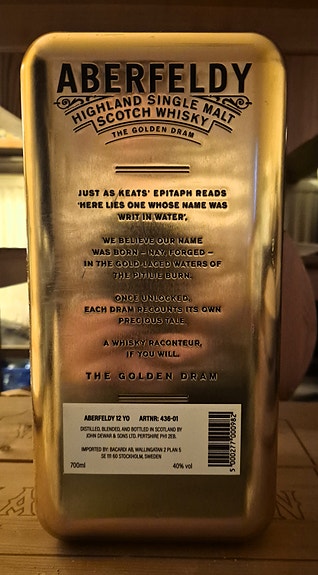 ABERFELDY
HIGHLAND SINGLE MALT
SCOTCH WHISKY
THE GOLDEN DRAM
JUST AS KEATS' EPITAPH READS
'HERE LIES ONE WHOSE NAME WAS
WRIT IN WATER',
WE BELIEVE OUR NAME
WAS BORN – NAY, FORGED –
IN THE GOLD-LACED WATERS OF
THE PITILIE BURN.
ONCE UNLOCKED,
EACH DRAM RECOUNTS ITS OWN
PRECIOUS TALE.
A WHISKY RACONTEUR,
IF YOU WILL.
THE GOLDEN DRAM
ABERFELDY 12 YO ARTNR: 436-01
DISTILLED, BLENDED, AND BOTTLED IN SCOTLAND BY
JOHN DEWAR & SONS LTD. PERTSHIRE PH1 2EB.
IMPORTED BY: BACARDI AB, WALLINGATAN 2 PLAN 5
SE 111 60 STOCKHOLM, SWEDEN
700ml 40% vol
5 000277 000982